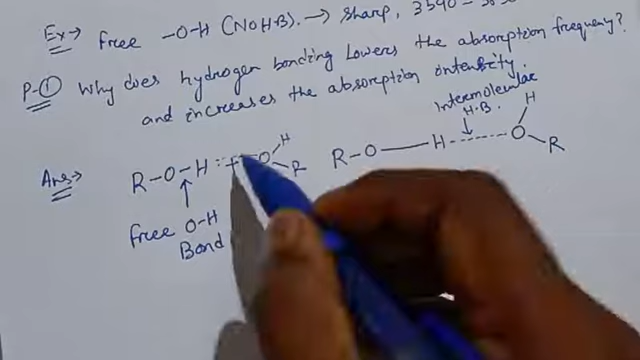 Ex→ Free -O-H (NO H·B). → Sharp, 3590 -
P-① Why does hydrogen bonding Lowers the absorption frequency?
and increases the absorption intensity.
Intermolecular
H.B.
Ans:
R-O-H + O H R
R-O—H O H R
free O-H
Bond